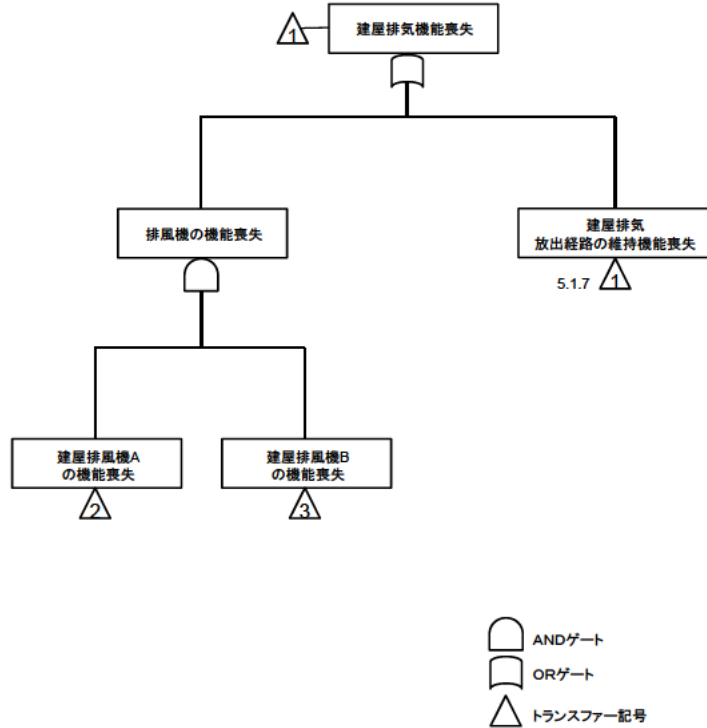 建屋排気機能喪失
1
排風機の機能喪失
建屋排気
放出経路の維持機能喪失
5.1.7
1
建屋排風機A
の機能喪失
2
建屋排風機B
の機能喪失
3
ANDゲート
ORゲート
トランスファー記号